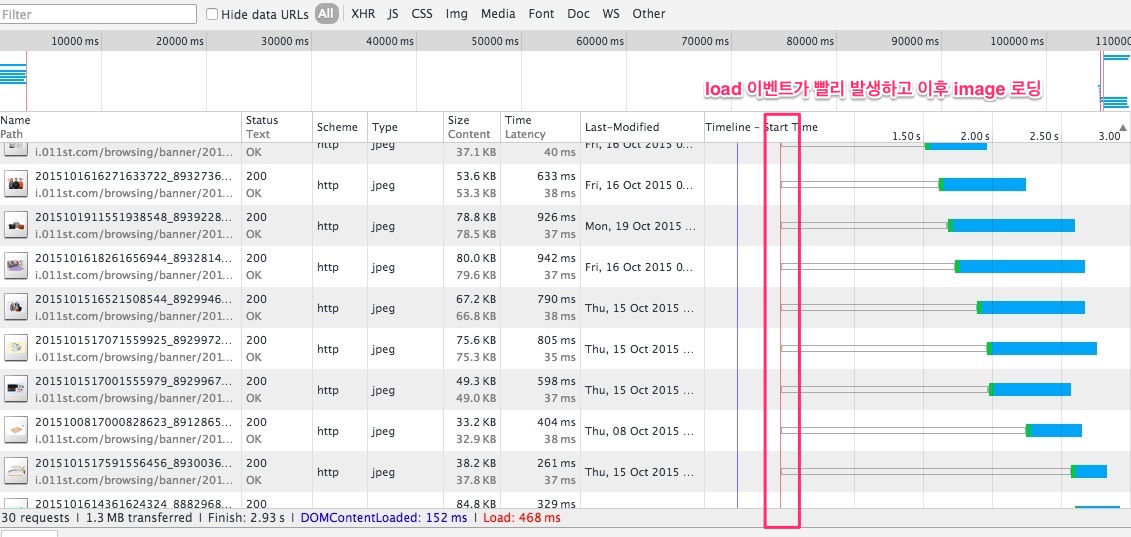 Filter Hide data URLs All XHR JS CSS Img Media Font Doc WS Other
10000 ms 20000 ms 30000 ms 40000 ms 50000 ms 60000 ms 70000 ms 80000 ms 90000 ms 100000 ms 110000
load 이벤트가 빨리 발생하고 이후 image 로딩
Name Status Scheme Type Size Time Last-Modified Timeline – Start Time
Path Text Content Latency 1.50 s 2.00 s 2.50 s 3.00
http jpeg Fri, 16 Oct 2015 0...
i.011st.com/browsing/banner/201... OK 37.1 KB 40 ms
2015101616271633722_8932736... 200 http jpeg 53.6 KB 633 ms Fri, 16 Oct 2015 0...
i.011st.com/browsing/banner/201... OK 53.3 KB 38 ms
2015101911551938548_8939228... 200 http jpeg 78.8 KB 926 ms Mon, 19 Oct 2015 ...
i.011st.com/browsing/banner/201... OK 78.5 KB 37 ms
2015101618261656944_8932814... 200 http jpeg 80.0 KB 942 ms Fri, 16 Oct 2015 0...
i.011st.com/browsing/banner/201... OK 79.6 KB 37 ms
2015101516521508544_8929946... 200 http jpeg 67.2 KB 790 ms Thu, 15 Oct 2015 ...
i.011st.com/browsing/banner/201... OK 66.8 KB 38 ms
2015101517071559925_8929972... 200 http jpeg 75.6 KB 805 ms Thu, 15 Oct 2015 ...
i.011st.com/browsing/banner/201... OK 75.3 KB 35 ms
2015101517001555979_8929967... 200 http jpeg 49.3 KB 598 ms Thu, 15 Oct 2015 ...
i.011st.com/browsing/banner/201... OK 49.0 KB 37 ms
2015100817000828623_8912865... 200 http jpeg 33.2 KB 404 ms Thu, 08 Oct 2015 ...
i.011st.com/browsing/banner/201... OK 32.9 KB 38 ms
2015101517591556456_8930036... 200 http jpeg 38.2 KB 261 ms Thu, 15 Oct 2015 ...
i.011st.com/browsing/banner/201... OK 37.8 KB 37 ms
2015101614361624324_8882968... 200 84.8 KB 329 ms
30 requests | 1.3 MB transferred | Finish: 2.93 s | DOMContentLoaded: 152 ms | Load: 468 ms